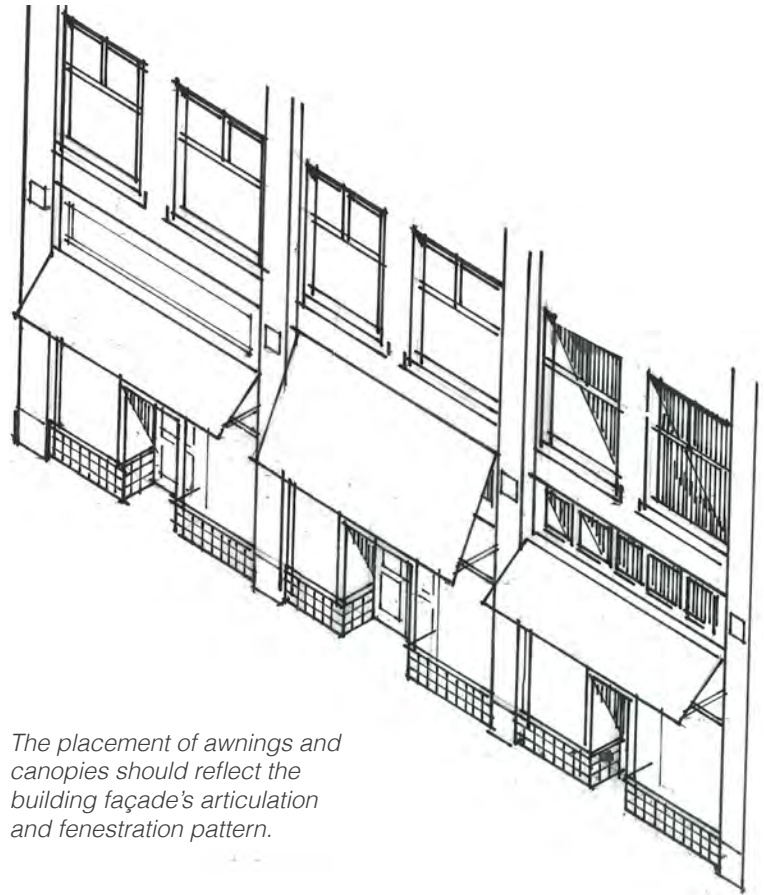 The placement of awnings and
canopies should reflect the
building façade’s articulation
and fenestration pattern.